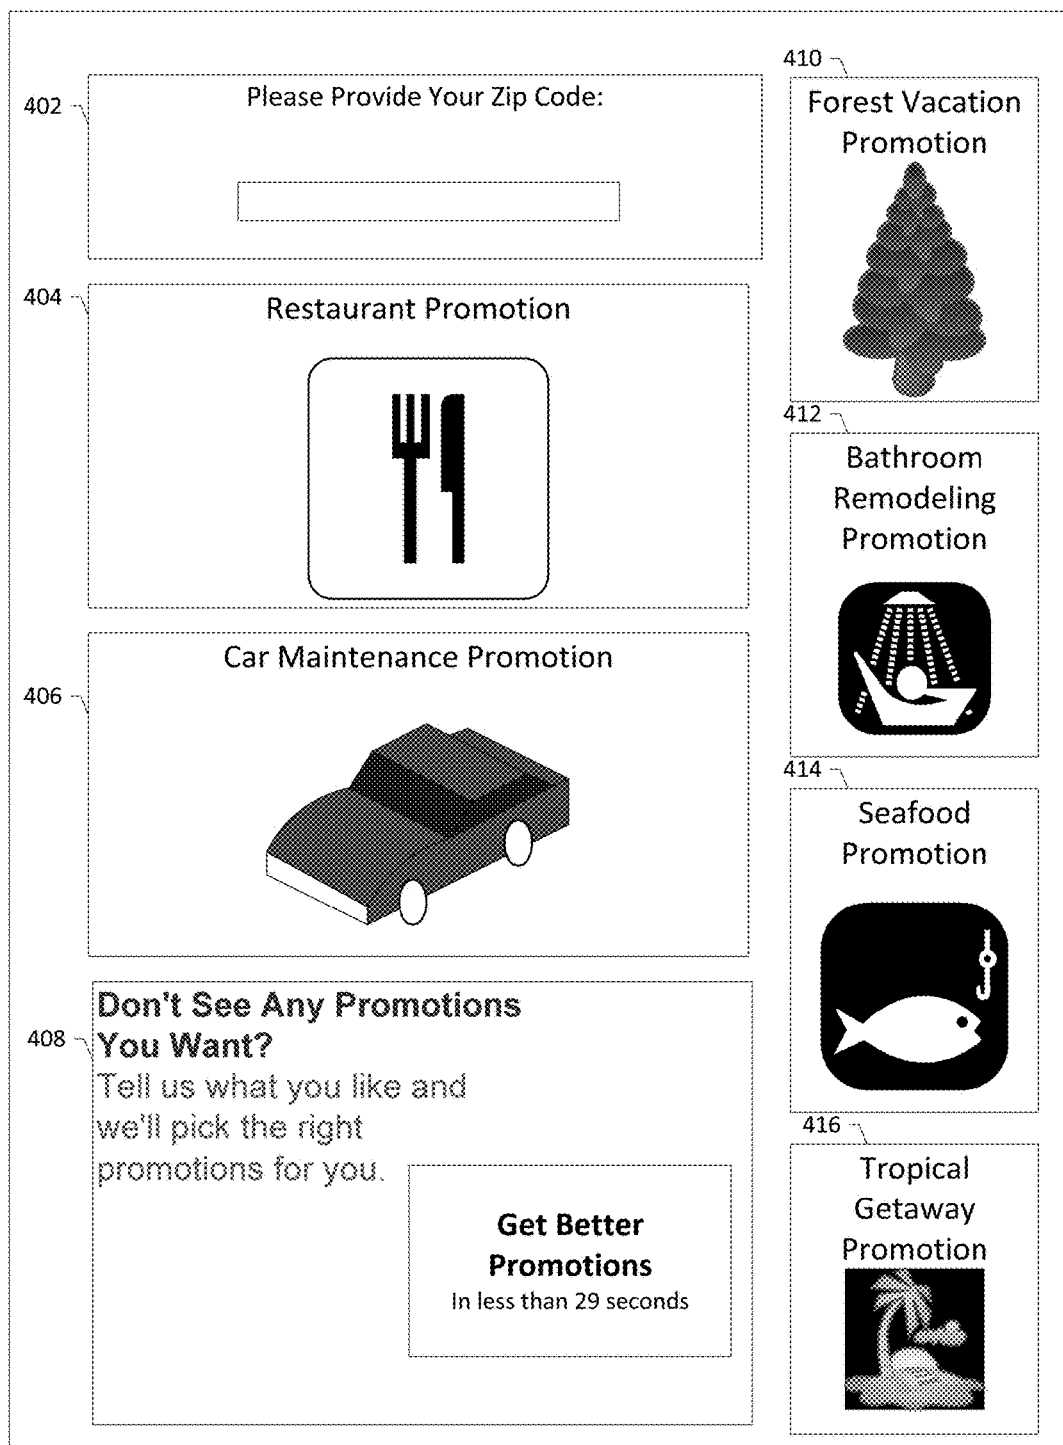 402
Please Provide Your Zip Code:
404
Restaurant Promotion
406
Car Maintenance Promotion
408
Don't See Any Promotions
You Want?
Tell us what you like and
we'll pick the right
promotions for you.
Get Better
Promotions
In less than 29 seconds
410
Forest Vacation
Promotion
412
Bathroom
Remodeling
Promotion
414
Seafood
Promotion
416
Tropical
Getaway
Promotion